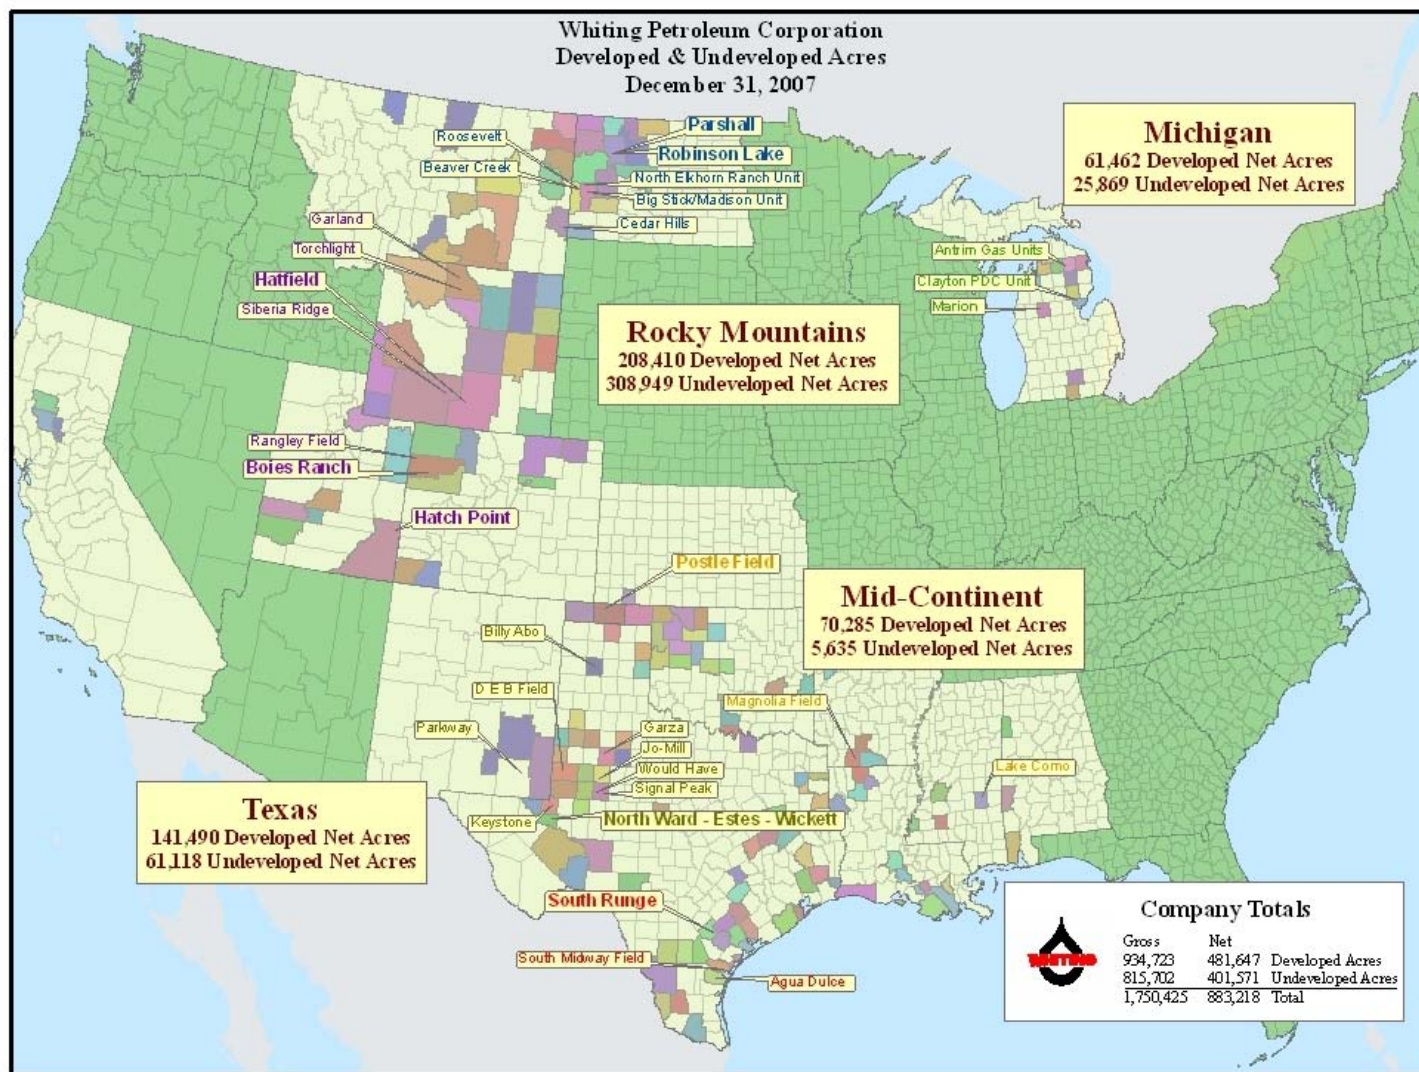 Whiting Petroleum Corporation
Developed & Undeveloped Acres
December 31, 2007
Michigan
61,462 Developed Net Acres
25,869 Undeveloped Net Acres
Roosevelt
Parshall
Robinson Lake
Beaver Creek
North Elkhorn Ranch Unit
Big Stick/Madison Unit
Cedar Hills
Garland
Torchlight
Hatfield
Siberia Ridge
Antrim Gas Units
Clayton PDC Unit
Marion
Rocky Mountains
208,410 Developed Net Acres
308,949 Undeveloped Net Acres
Rangley Field
Boies Ranch
Hatch Point
Postle Field
Mid-Continent
70,285 Developed Net Acres
5,635 Undeveloped Net Acres
Billy Abo
D E B Field
Magnolia Field
Parkway
Garza
Jo-Mill
Would Have
Signal Peak
Lake Como
Keystone
North Ward - Estes - Wickett
Texas
141,490 Developed Net Acres
61,118 Undeveloped Net Acres
South Runge
South Midway Field
Agua Dulce
Company Totals
Gross Net
934,723 481,647 Developed Acres
815,702 401,571 Undeveloped Acres
1,750,425 883,218 Total
WHITING